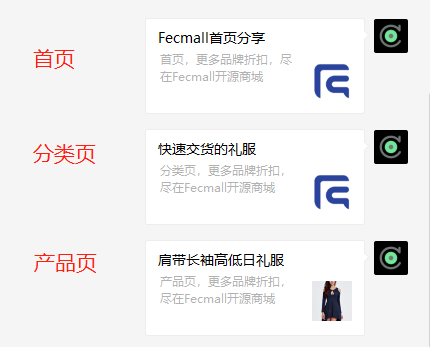 首页
Fecmall首页分享
首页，更多品牌折扣，尽
在Fecmall开源商城
分类页
快速交货的礼服
分类页，更多品牌折扣，
尽在Fecmall开源商城
产品页
肩带长袖高低日礼服
产品页，更多品牌折扣，
尽在Fecmall开源商城